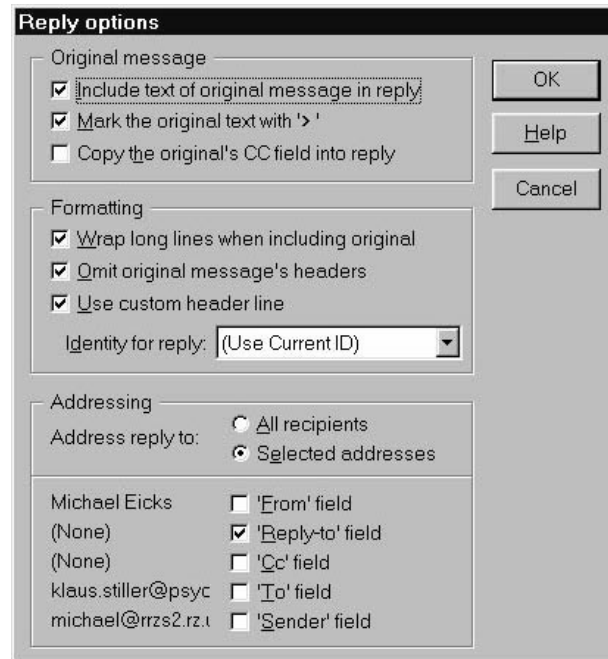 Reply options
Original message
Include text of original message in reply
Mark the original text with '> '
Copy the original's CC field into reply
OK
Help
Cancel
Formatting
Wrap long lines when including original
Omit original message's headers
Use custom header line
Identity for reply: (Use Current ID)
Addressing
Address reply to:
All recipients
Selected addresses
Michael Eicks 'From' field
(None) 'Reply-to' field
(None) 'Cc' field
klaus.stiller@psyc 'To' field
michael@rrzs2.rz.u 'Sender' field